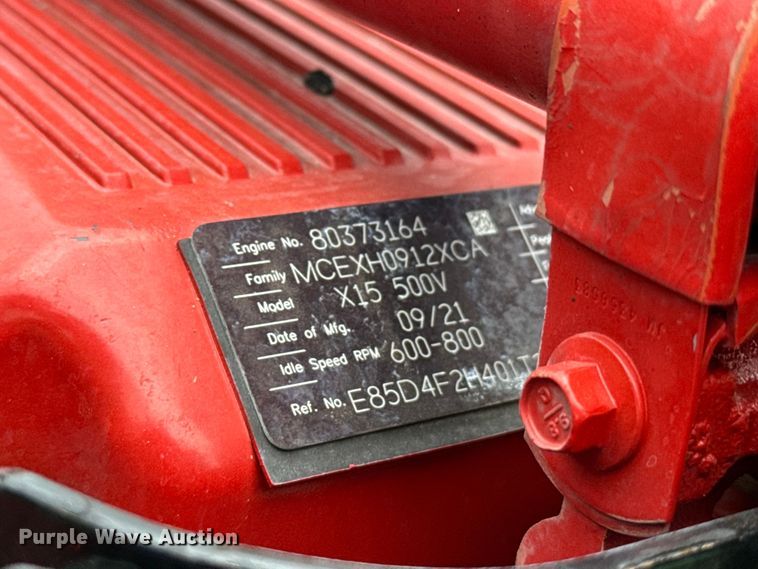 Engine No. 80373164
Family MCEXH0912XCA
Model X15 500V
Date of Mfg. 09/21
Idle Speed RPM 600-800
Ref. No. E85D4F2H401T
Purple Wave Auction